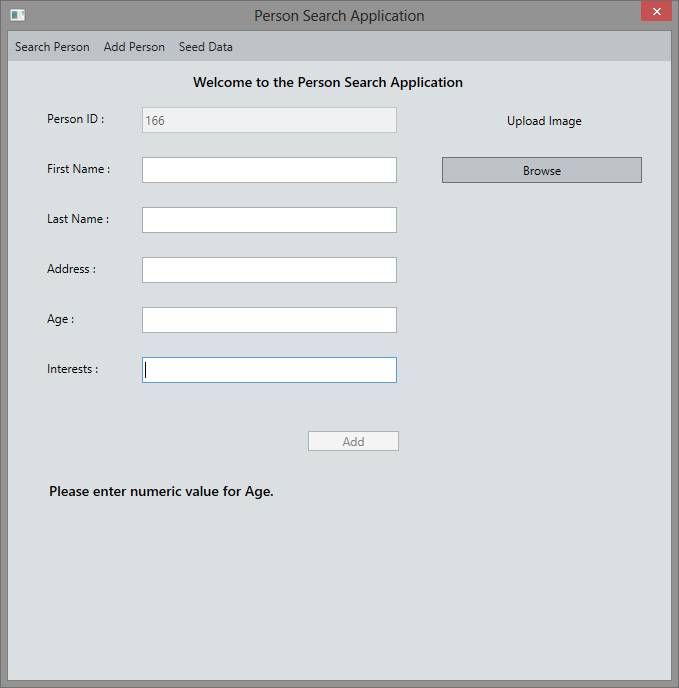 Person Search Application
Search Person Add Person Seed Data
Welcome to the Person Search Application
Person ID : 166 Upload Image
First Name : Browse
Last Name :
Address :
Age :
Interests :
Add
Please enter numeric value for Age.